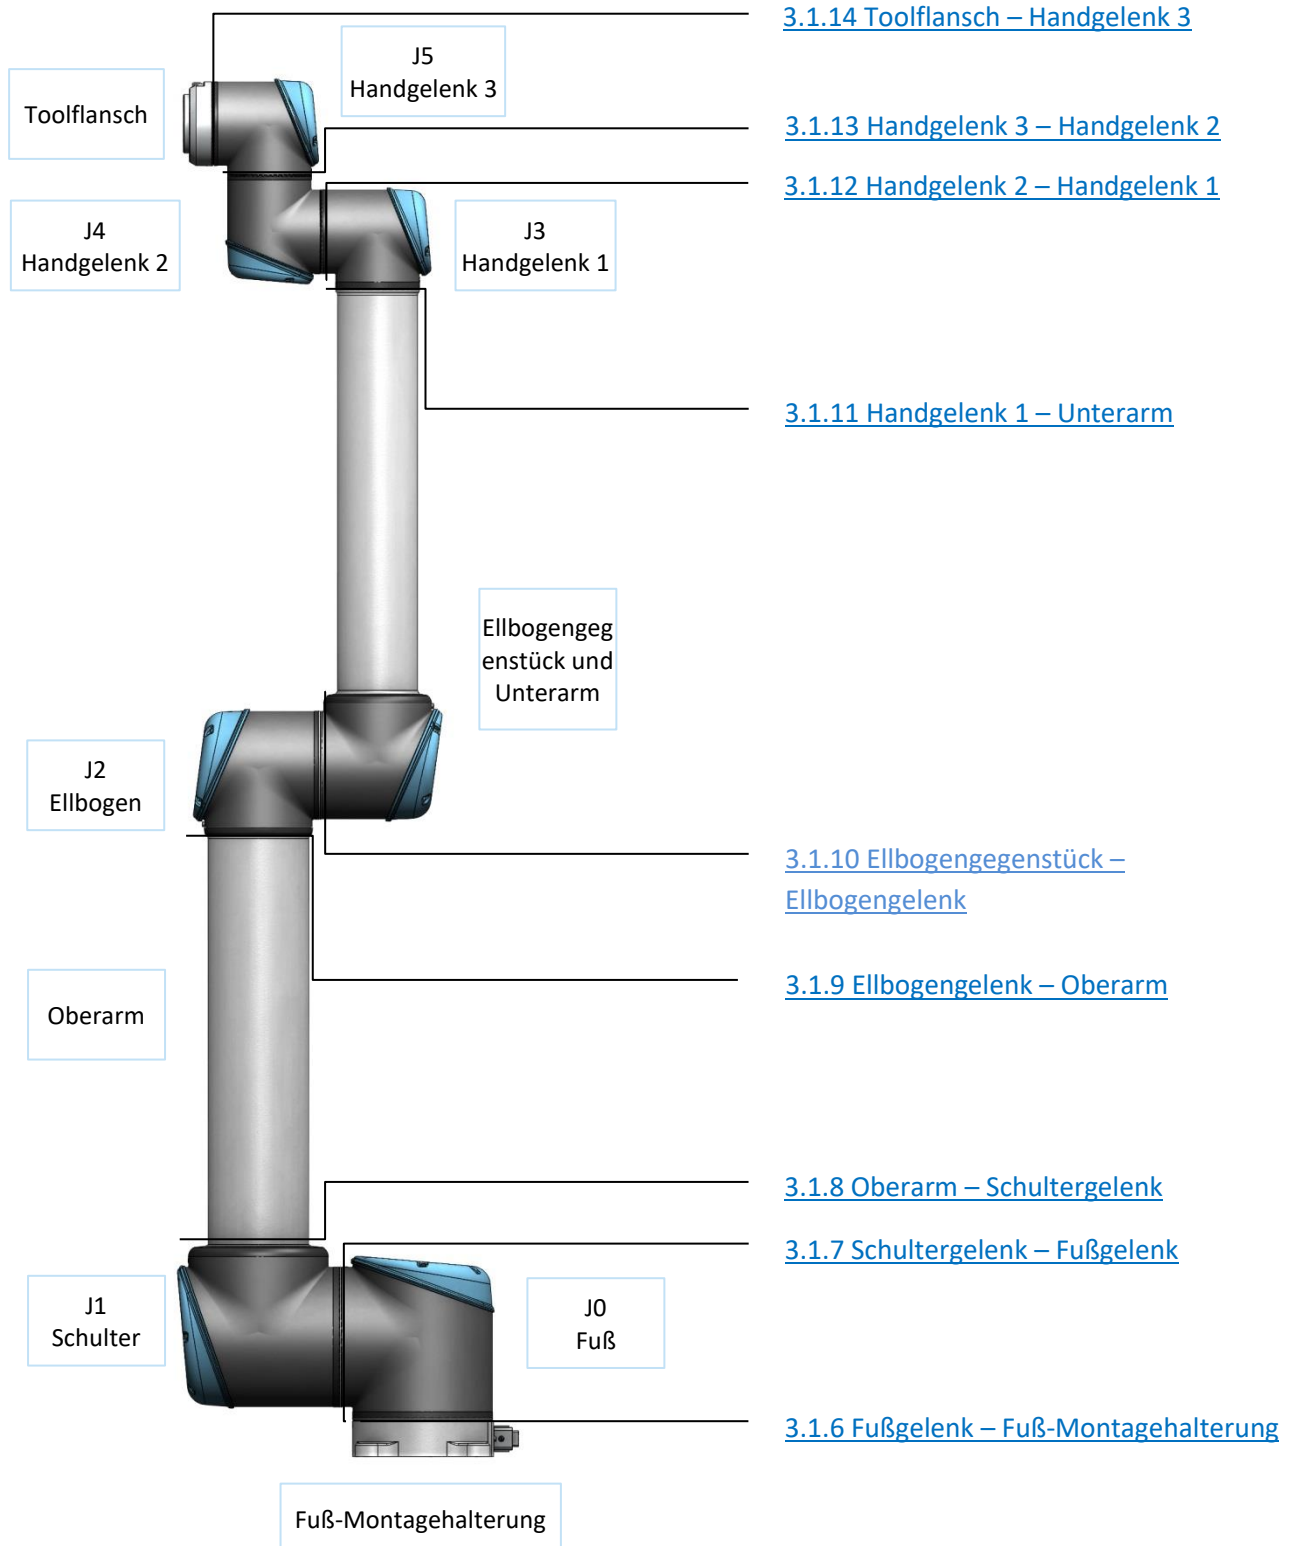 3.1.14 Toolflansch – Handgelenk 3
J5
Handgelenk 3
Toolflansch
3.1.13 Handgelenk 3 – Handgelenk 2
3.1.12 Handgelenk 2 – Handgelenk 1
J4
Handgelenk 2
J3
Handgelenk 1
3.1.11 Handgelenk 1 – Unterarm
Ellbogengeg
enstück und
Unterarm
J2
Ellbogen
3.1.10 Ellbogengegenstück –
Ellbogengelenk
3.1.9 Ellbogengelenk – Oberarm
Oberarm
3.1.8 Oberarm – Schultergelenk
3.1.7 Schultergelenk – Fußgelenk
J1
Schulter
J0
Fuß
3.1.6 Fußgelenk – Fuß-Montagehalterung
Fuß-Montagehalterung